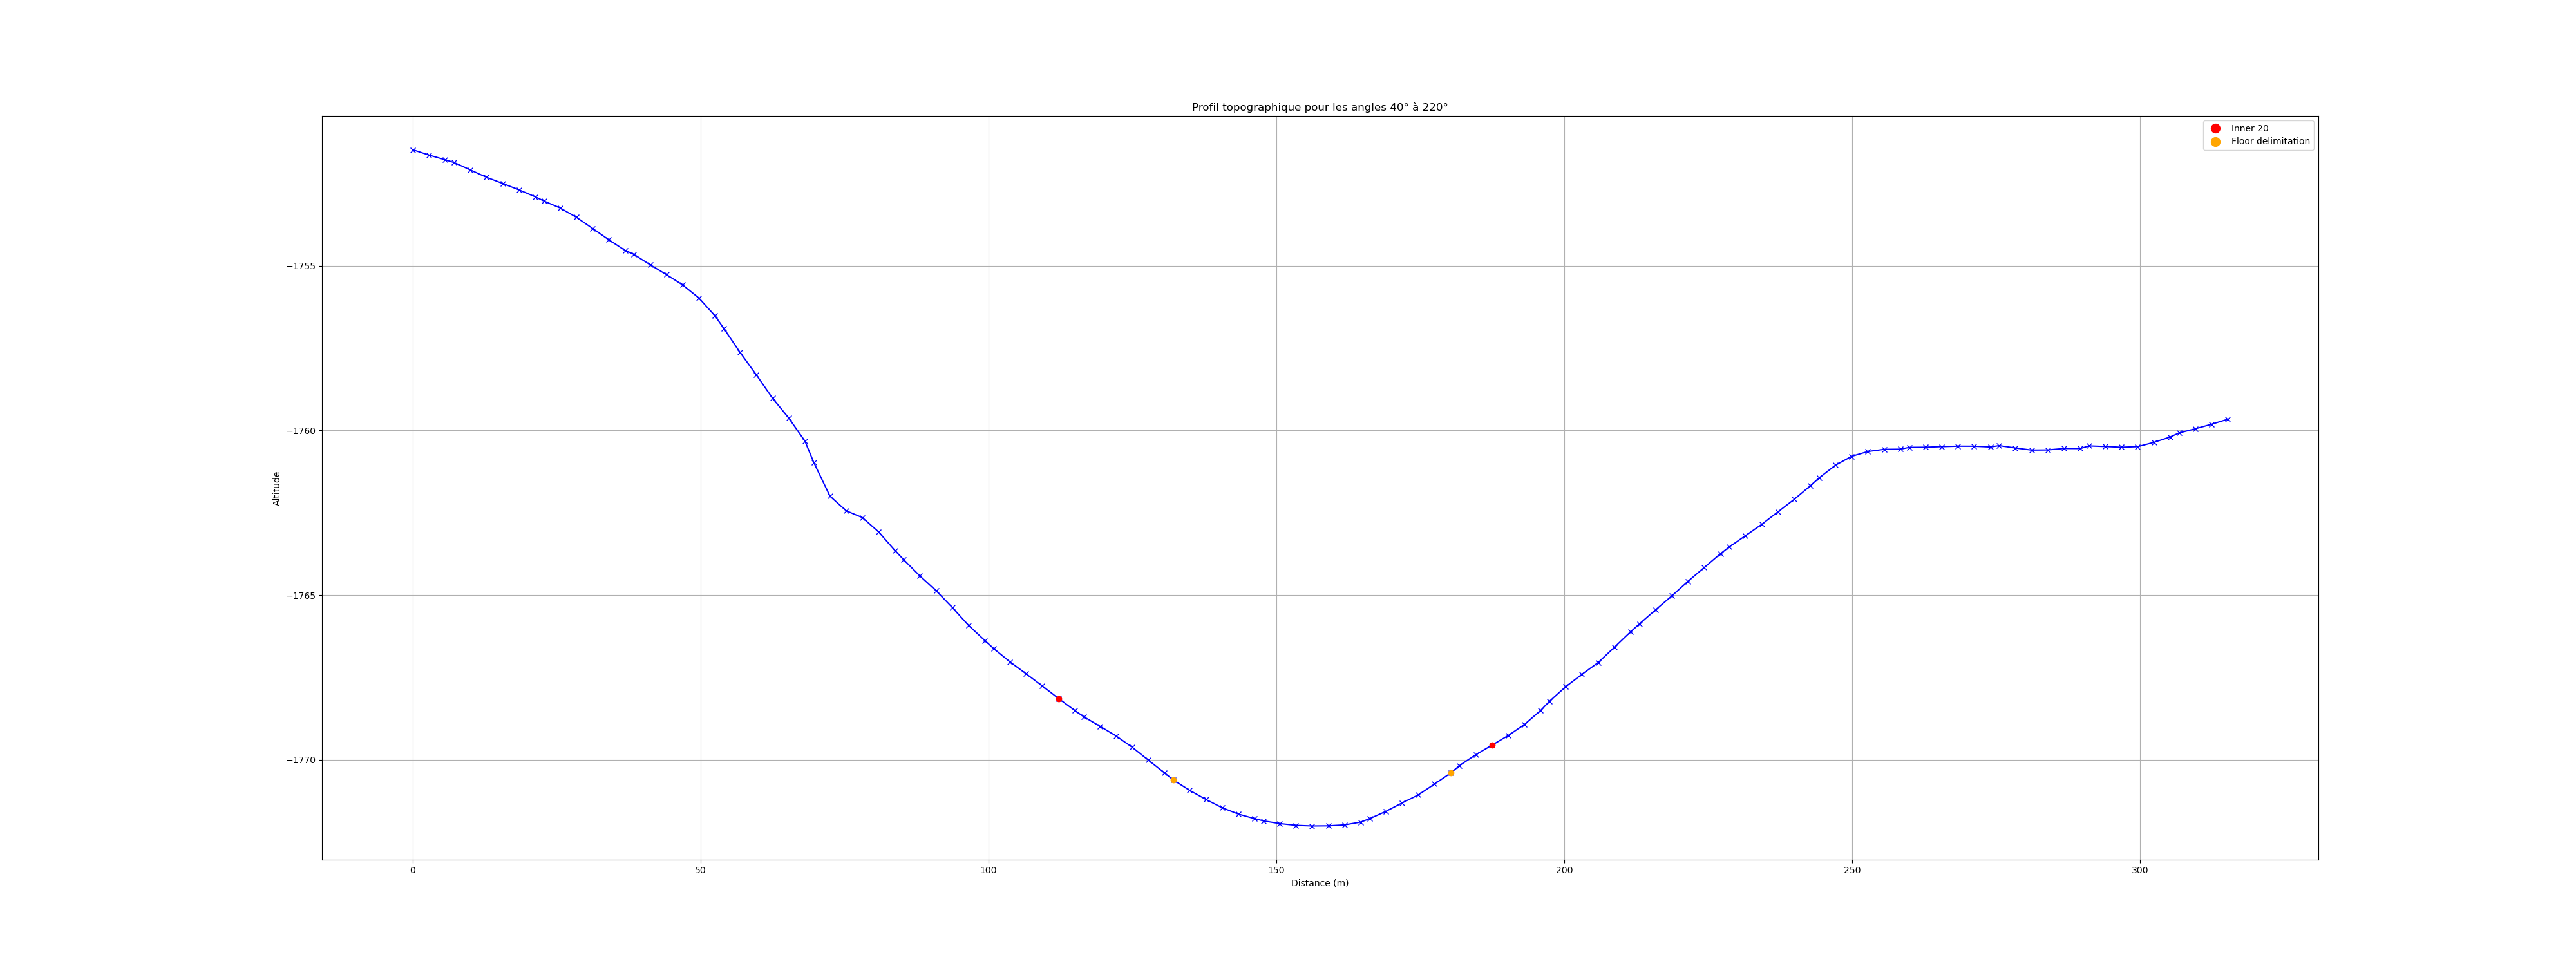 Profil topographique pour les angles 40° à 220°
Inner 20
Floor delimitation
Altitude
−1755
−1760
−1765
−1770
0 50 100 150 200 250 300
Distance (m)